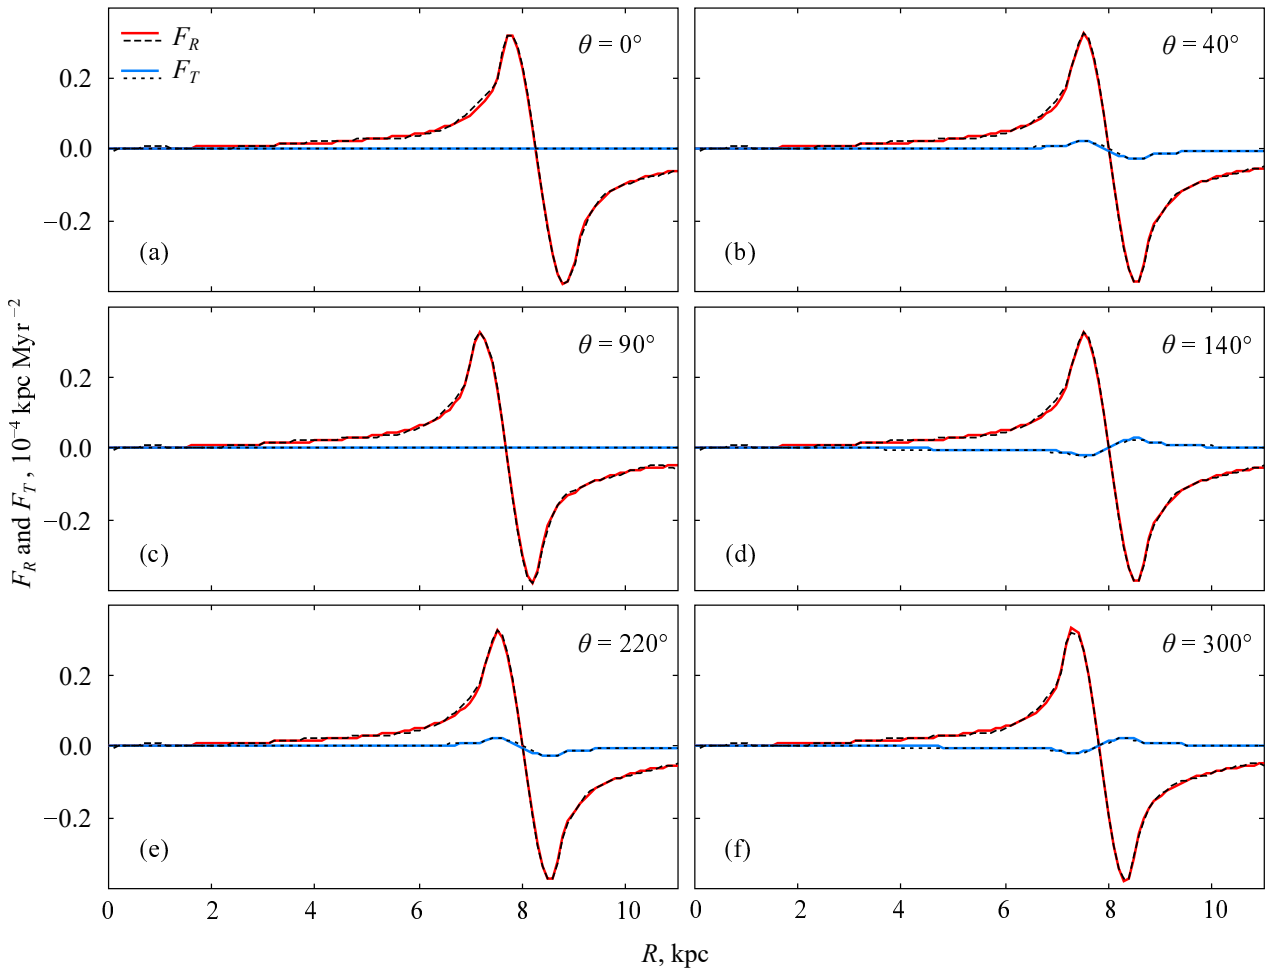 F_R
F_T
θ = 0°
0.2
0.0
−0.2
(a)
θ = 40°
(b)
θ = 90°
0.2
0.0
−0.2
(c)
θ = 140°
(d)
θ = 220°
0.2
0.0
−0.2
(e)
θ = 300°
(f)
F_R and F_T, 10⁻⁴ kpc Myr⁻²
0 2 4 6 8 10
0 2 4 6 8 10
R, kpc